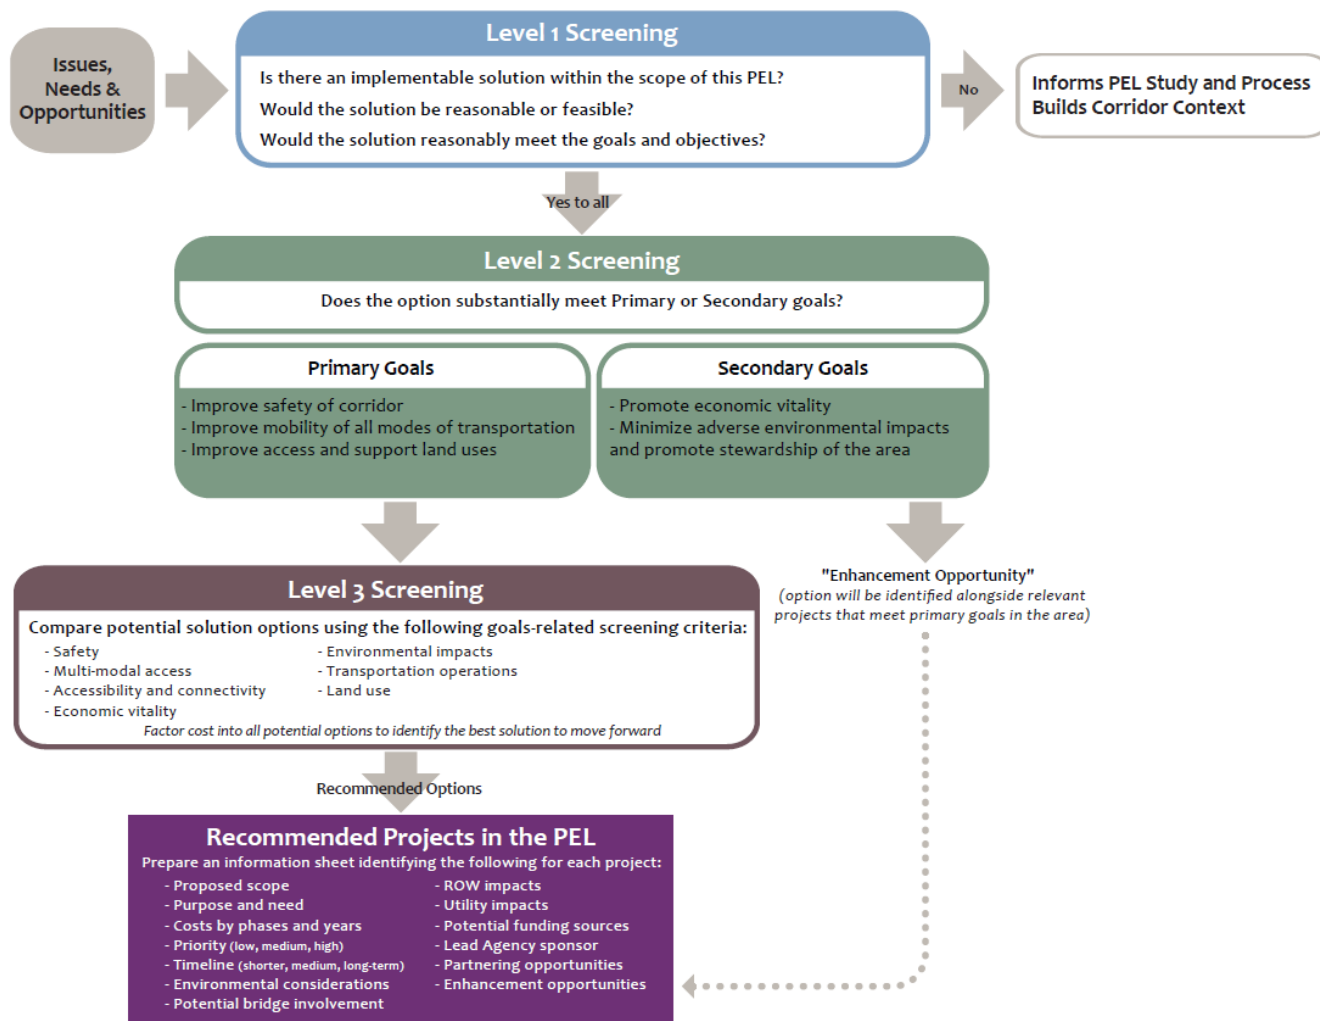 Issues,
Needs &
Opportunities
Level 1 Screening
Is there an implementable solution within the scope of this PEL?
Would the solution be reasonable or feasible?
Would the solution reasonably meet the goals and objectives?
No
Informs PEL Study and Process
Builds Corridor Context
Yes to all
Level 2 Screening
Does the option substantially meet Primary or Secondary goals?
Primary Goals
- Improve safety of corridor
- Improve mobility of all modes of transportation
- Improve access and support land uses
Secondary Goals
- Promote economic vitality
- Minimize adverse environmental impacts
and promote stewardship of the area
"Enhancement Opportunity"
(option will be identified alongside relevant
projects that meet primary goals in the area)
Level 3 Screening
Compare potential solution options using the following goals-related screening criteria:
- Safety
- Multi-modal access
- Accessibility and connectivity
- Economic vitality
- Environmental impacts
- Transportation operations
- Land use
Factor cost into all potential options to identify the best solution to move forward
Recommended Options
Recommended Projects in the PEL
Prepare an information sheet identifying the following for each project:
- Proposed scope
- Purpose and need
- Costs by phases and years
- Priority (low, medium, high)
- Timeline (shorter, medium, long-term)
- Environmental considerations
- Potential bridge involvement
- ROW impacts
- Utility impacts
- Potential funding sources
- Lead Agency sponsor
- Partnering opportunities
- Enhancement opportunities